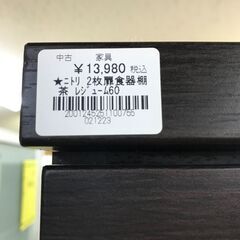 中古 家具
￥13,980 税込
★ﾆﾄﾘ 2枚扉食器棚
茶 ﾚｼﾞｭｰﾑ60
2001245251100766
021223